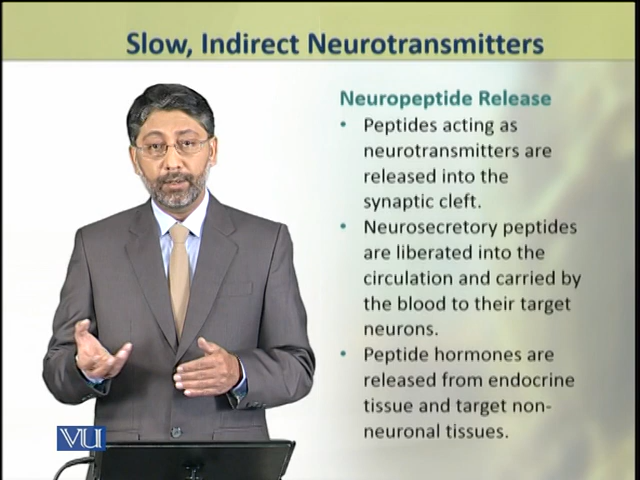 Slow, Indirect Neurotransmitters
Neuropeptide Release
• Peptides acting as
neurotransmitters are
released into the
synaptic cleft.
• Neurosecretory peptides
are liberated into the
circulation and carried by
the blood to their target
neurons.
• Peptide hormones are
released from endocrine
tissue and target non-
neuronal tissues.
VU